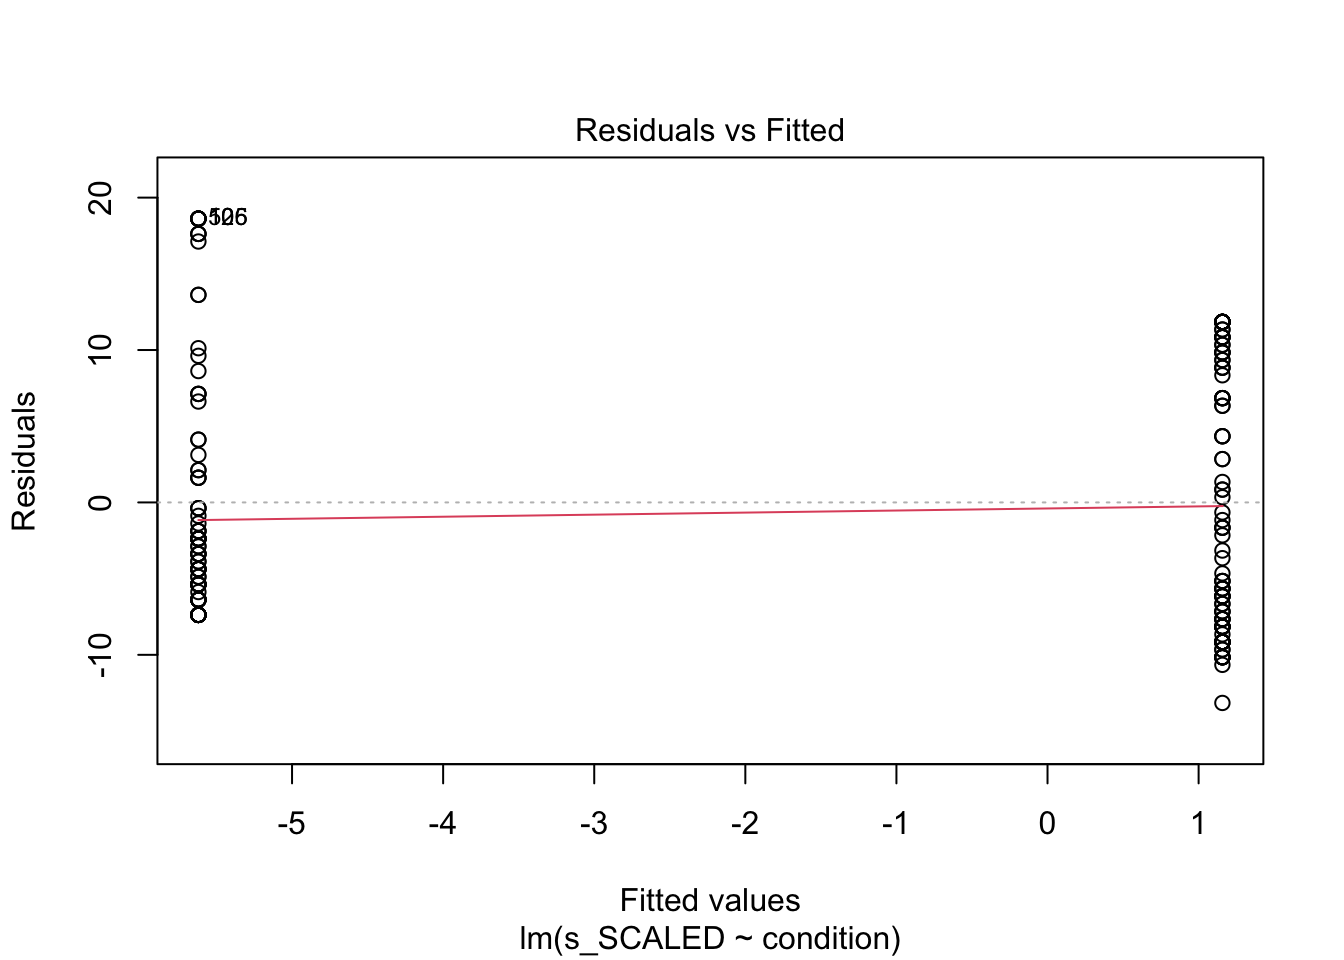 Residuals vs Fitted
20
10
0
-10
Residuals
-5 -4 -3 -2 -1 0 1
Fitted values
lm(s_SCALED ~ condition)